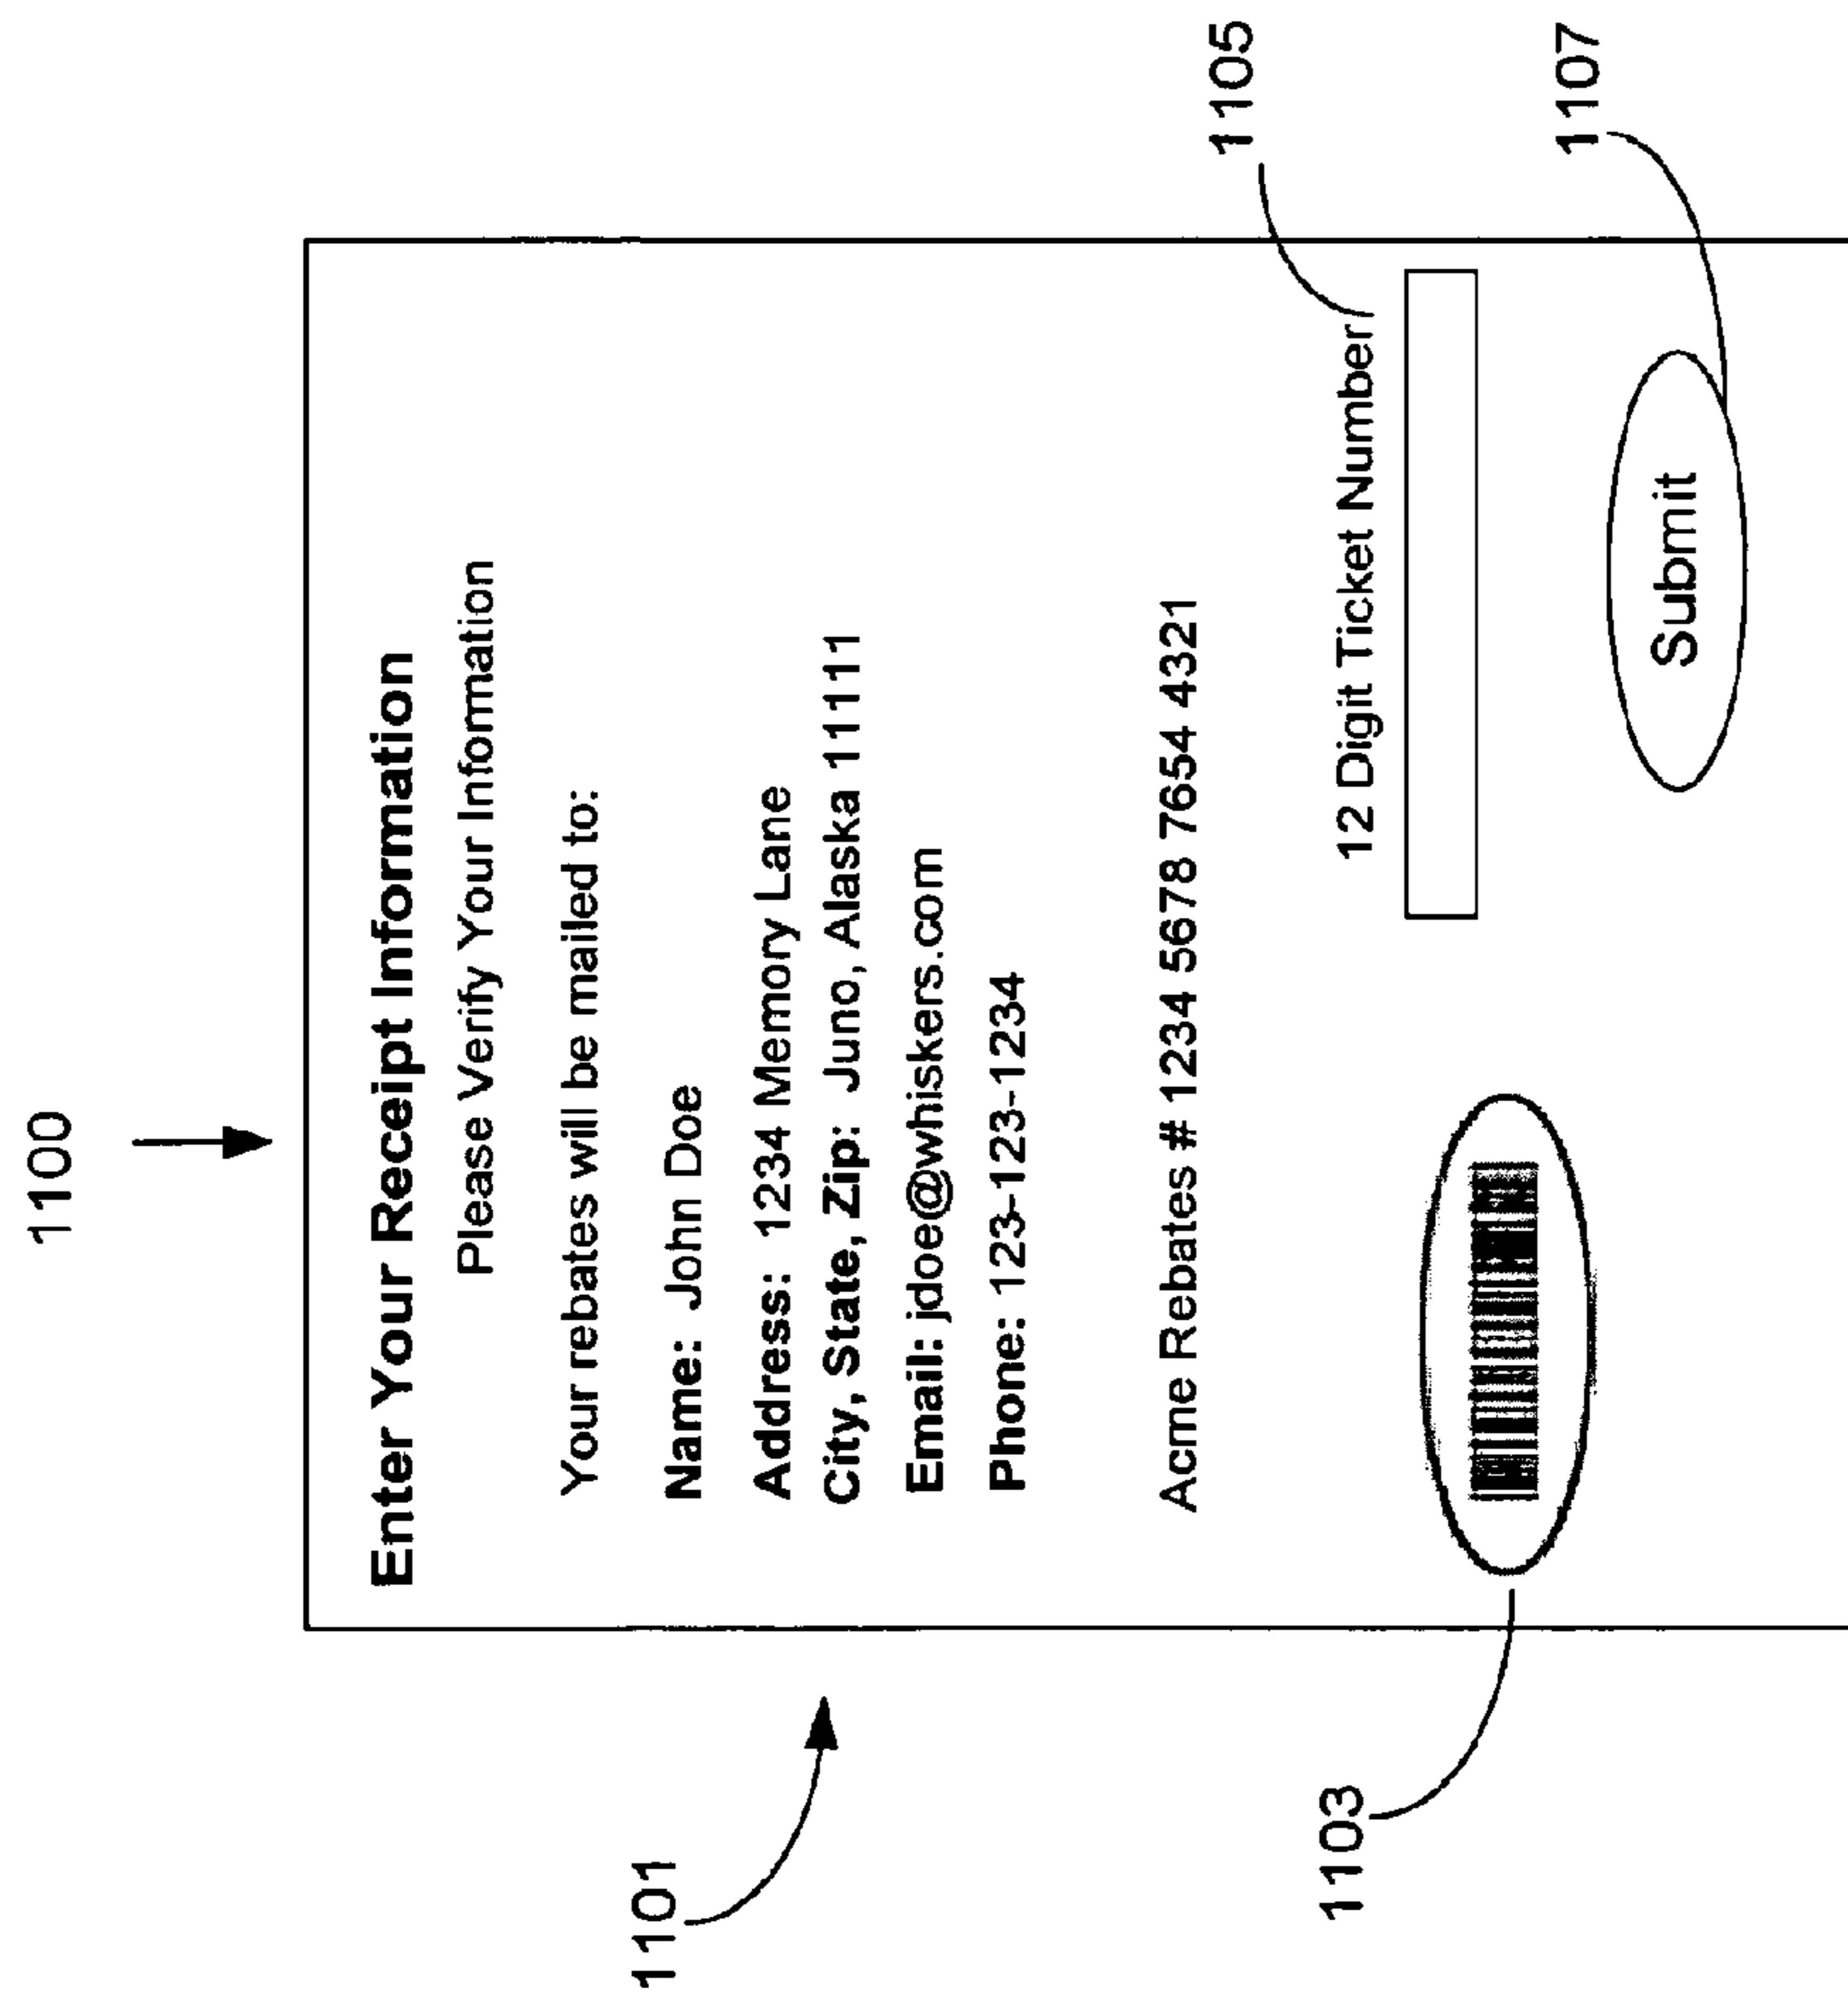 1100
Enter Your Receipt Information
Please Verify Your Information
Your rebates will be mailed to:
Name: John Doe
1101
Address: 1234 Memory Lane
City, State, Zip: Juno, Alaska 11111
Email: jdoe@whiskers.com
Phone: 123-123-1234
Acme Rebates # 1234 5678 7654 4321
1105
1103
12 Digit Ticket Number
1107
Submit